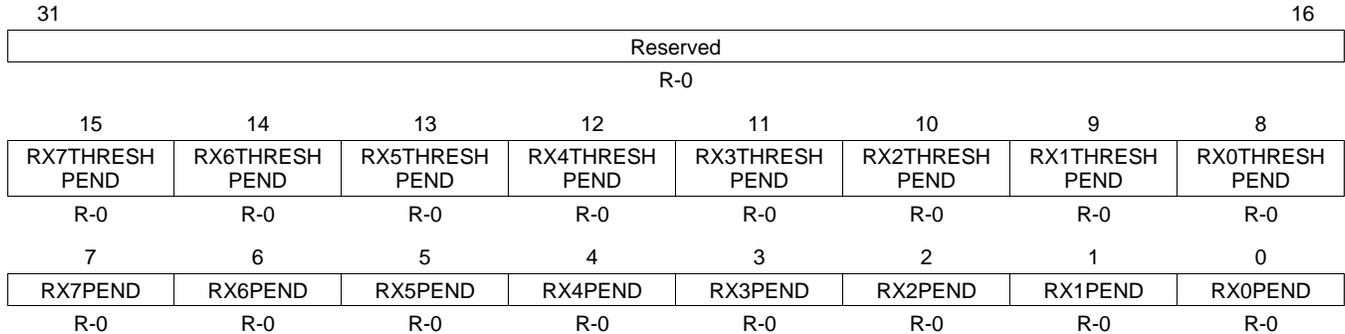 31 16
Reserved
R-0
15 14 13 12 11 10 9 8
RX7THRESH RX6THRESH RX5THRESH RX4THRESH RX3THRESH RX2THRESH RX1THRESH RX0THRESH
PEND PEND PEND PEND PEND PEND PEND PEND
R-0 R-0 R-0 R-0 R-0 R-0 R-0 R-0
7 6 5 4 3 2 1 0
RX7PEND RX6PEND RX5PEND RX4PEND RX3PEND RX2PEND RX1PEND RX0PEND
R-0 R-0 R-0 R-0 R-0 R-0 R-0 R-0